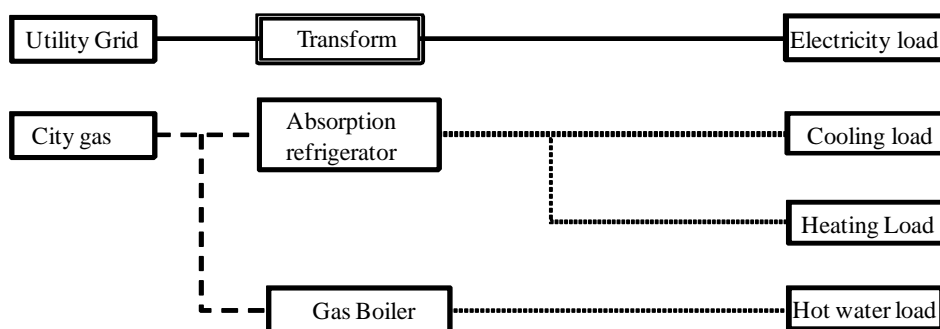 Utility Grid
Transform
Electricity load
City gas
Absorption
refrigerator
Cooling load
Heating Load
Gas Boiler
Hot water load